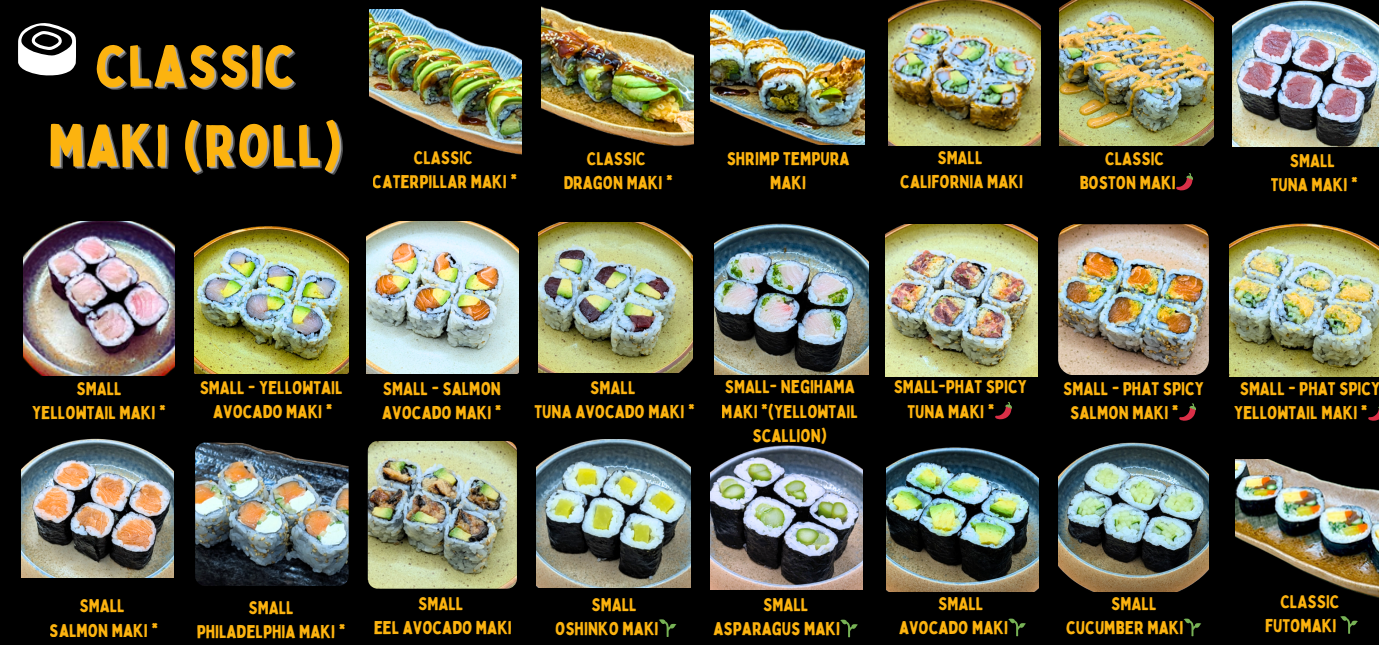 CLASSIC
MAKI (ROLL)
CLASSIC
CATERPILLAR MAKI *
CLASSIC
DRAGON MAKI *
SHRIMP TEMPURA
MAKI
SMALL
CALIFORNIA MAKI
CLASSIC
BOSTON MAKI🌶️
SMALL
TUNA MAKI *
SMALL
YELLOWTAIL MAKI *
SMALL - YELLOWTAIL
AVOCADO MAKI *
SMALL - SALMON
AVOCADO MAKI *
SMALL
TUNA AVOCADO MAKI *
SMALL- NEGIHAMA
MAKI *(YELLOWTAIL
SCALLION)
SMALL-PHAT SPICY
TUNA MAKI *🌶️
SMALL - PHAT SPICY
SALMON MAKI *🌶️
SMALL - PHAT SPICY
YELLOWTAIL MAKI *🌶️
SMALL
SALMON MAKI *
SMALL
PHILADELPHIA MAKI *
SMALL
EEL AVOCADO MAKI
SMALL
OSHINKO MAKI🌱
SMALL
ASPARAGUS MAKI🌱
SMALL
AVOCADO MAKI🌱
SMALL
CUCUMBER MAKI🌱
CLASSIC
FUTOMAKI 🌱